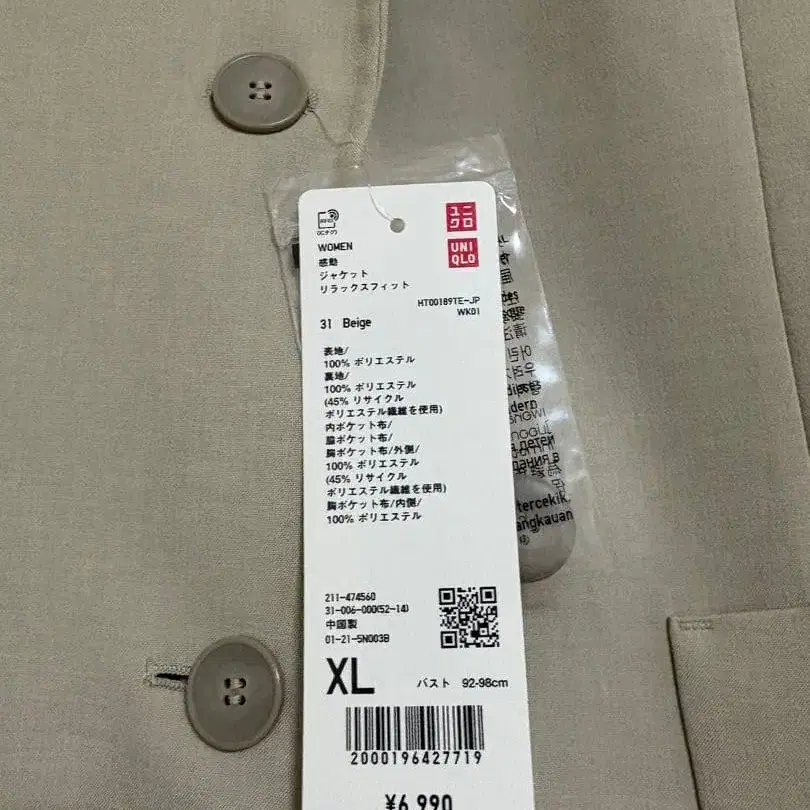 ユニ
クロ
UNI
QLO
WOMEN
感動
ジャケット
リラックスフィット
HT00189TE-JP
WK01
31 Beige
表地/
100% ポリエステル
裏地/
100% ポリエステル
(45% リサイクル
ポリエステル繊維を使用)
内ポケット布/
脇ポケット布/
胸ポケット布/外側/
100% ポリエステル
(45% リサイクル
ポリエステル繊維を使用)
胸ポケット布/内側/
100% ポリエステル
211-474560
31-006-000(52-14)
中国製
01-21-5N003B
XL バスト 92-98cm
2000196427719
¥6,990
tercekik
angkauan